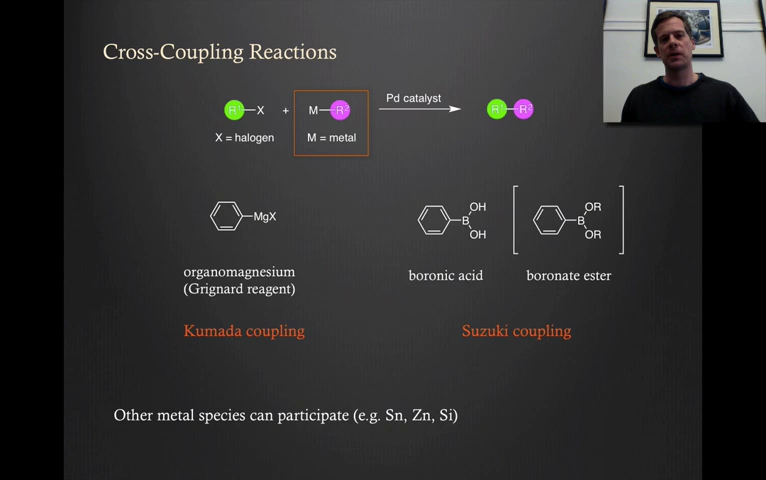 Cross-Coupling Reactions
R¹—X + M—R² Pd catalyst R¹—R²
X = halogen M = metal
MgX
B OH OH
B OR OR
organomagnesium
(Grignard reagent)
boronic acid boronate ester
Kumada coupling Suzuki coupling
Other metal species can participate (e.g. Sn, Zn, Si)